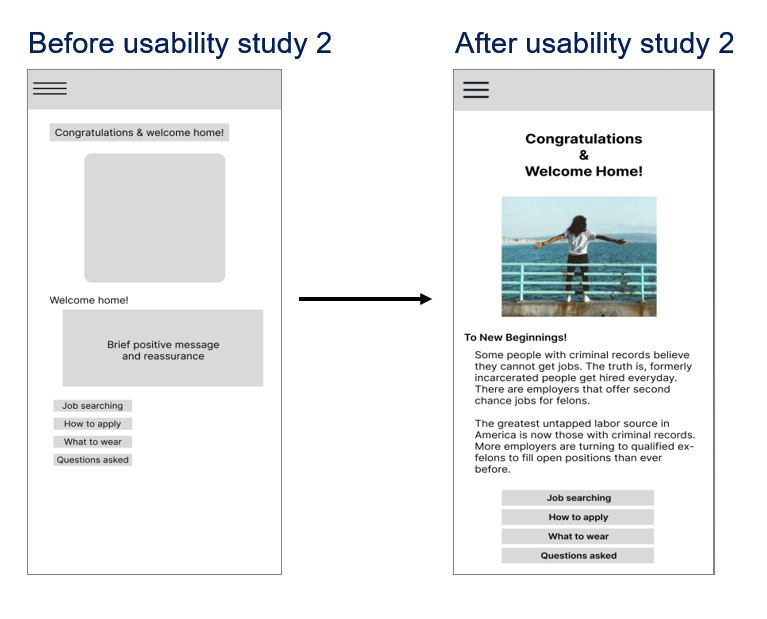 Before usability study 2
After usability study 2
Congratulations & welcome home!
Welcome home!
Brief positive message
and reassurance
Job searching
How to apply
What to wear
Questions asked
Congratulations
&
Welcome Home!
To New Beginnings!
Some people with criminal records believe
they cannot get jobs. The truth is, formerly
incarcerated people get hired everyday.
There are employers that offer second
chance jobs for felons.
The greatest untapped labor source in
America is now those with criminal records.
More employers are turning to qualified ex-
felons to fill open positions than ever
before.
Job searching
How to apply
What to wear
Questions asked